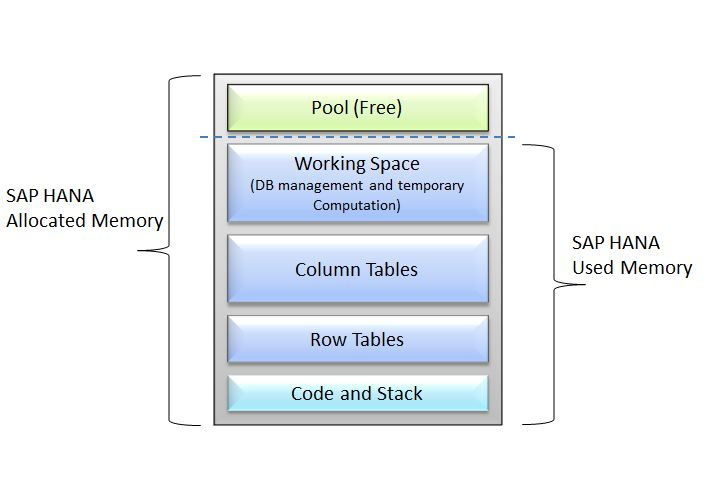 Pool (Free)
Working Space
(DB management and temporary
Computation)
SAP HANA
Allocated Memory
Column Tables
SAP HANA
Used Memory
Row Tables
Code and Stack